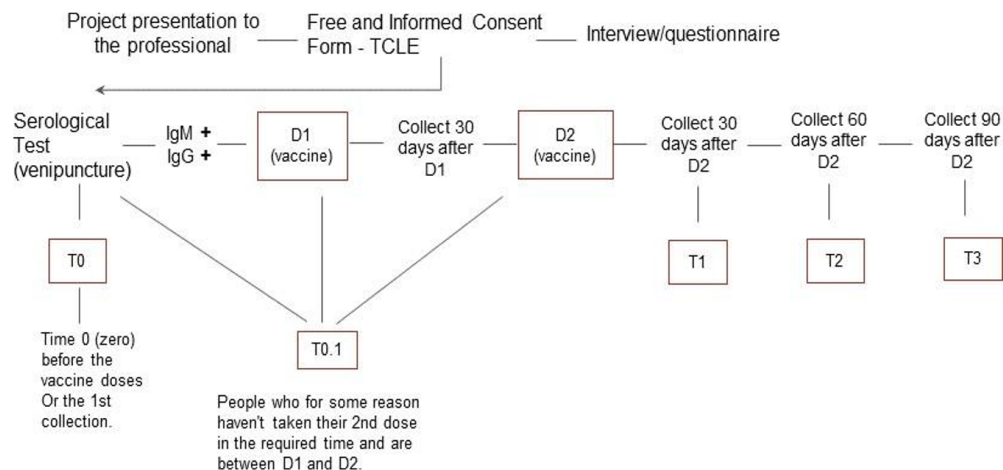 Project presentation to
the professional
Free and Informed Consent
Form - TCLE
Interview/questionnaire
Serological
Test
(venipuncture)
IgM +
IgG +
D1
(vaccine)
Collect 30
days after
D1
D2
(vaccine)
Collect 30
days after
D2
Collect 60
days after
D2
Collect 90
days after
D2
T0
T1
T2
T3
Time 0 (zero)
before the
vaccine doses
Or the 1st
collection.
T0.1
People who for some reason
haven't taken their 2nd dose
in the required time and are
between D1 and D2.